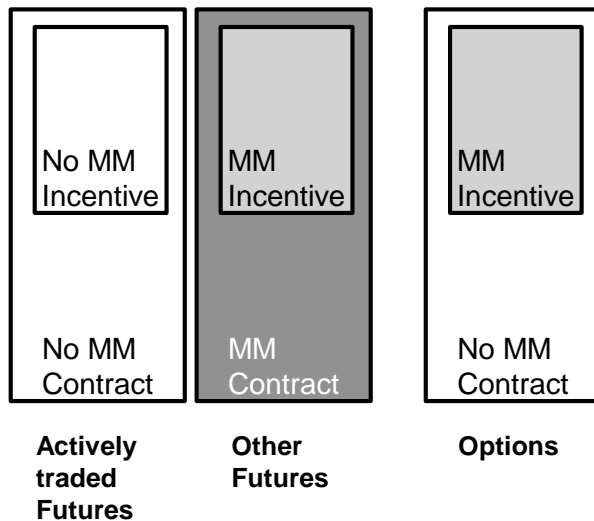 No MM
Incentive
MM
Incentive
MM
Incentive
No MM
Contract
MM
Contract
No MM
Contract
Actively
traded
Futures
Other
Futures
Options